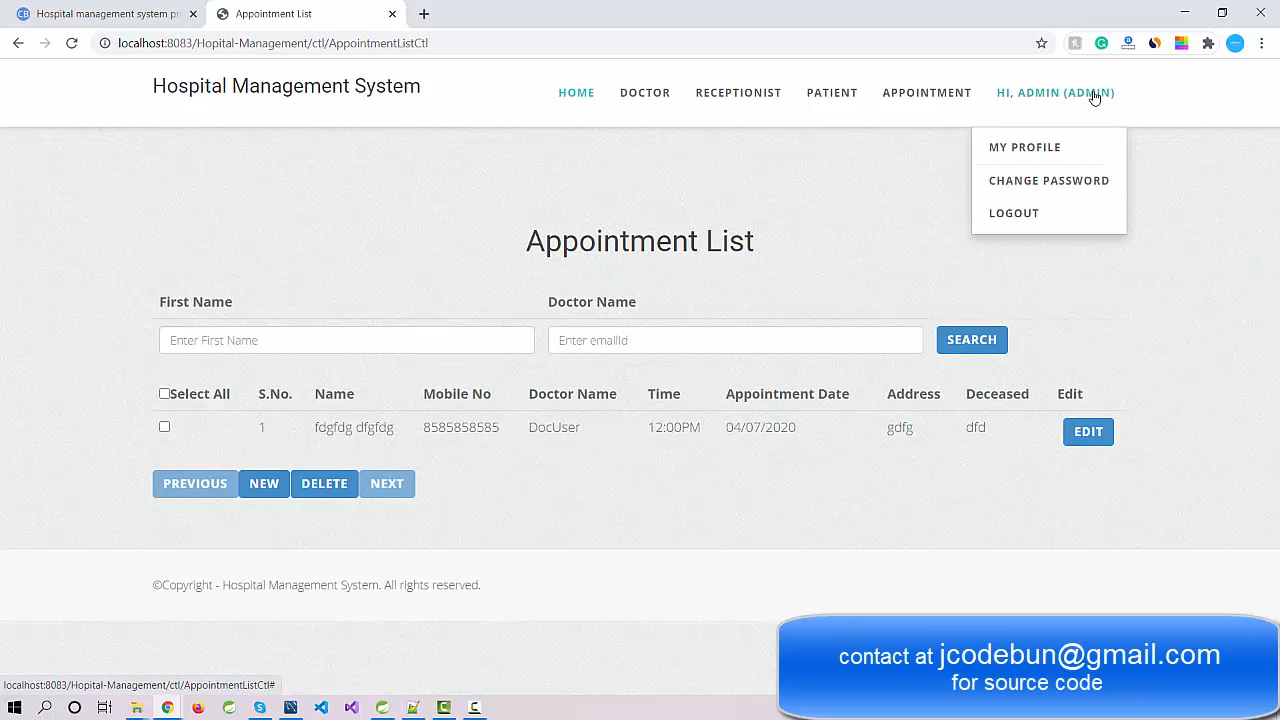 Hospital management system pr
Appointment List
localhost:8083/Hopital-Management/ctl/AppointmentListCtl
Hospital Management System
HOME
DOCTOR
RECEPTIONIST
PATIENT
APPOINTMENT
HI, ADMIN (ADMIN)
MY PROFILE
CHANGE PASSWORD
LOGOUT
Appointment List
First Name Doctor Name
Enter First Name Enter emailId SEARCH
Select All S.No. Name Mobile No Doctor Name Time Appointment Date Address Deceased Edit
1 fdgfdg dfgfdg 8585858585 DocUser 12:00PM 04/07/2020 gdfg dfd EDIT
PREVIOUS NEW DELETE NEXT
©Copyright - Hospital Management System. All rights reserved.
contact at jcodebun@gmail.com
for source code
localhost:8083/Hopital-Management/ctl/AppointmentListCtl#